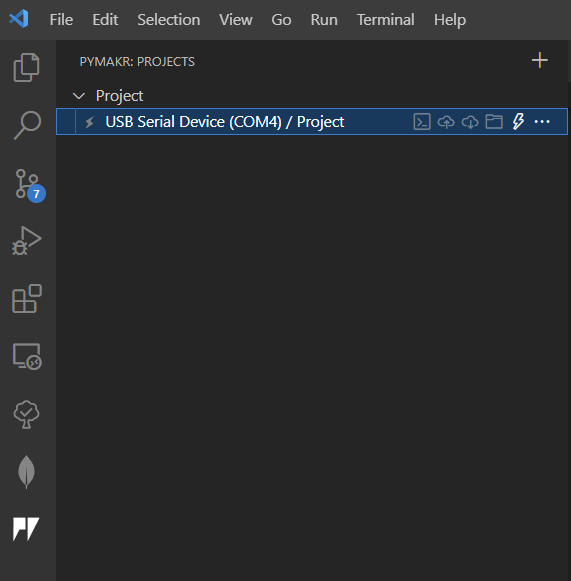 File Edit Selection View Go Run Terminal Help
PYMAKR: PROJECTS
Project
USB Serial Device (COM4) / Project
7